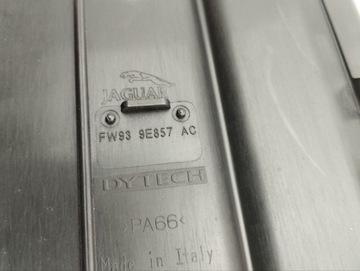 JAGUAR
FW93 9E857 AC
DYTECH
>PA66<
Made in Italy